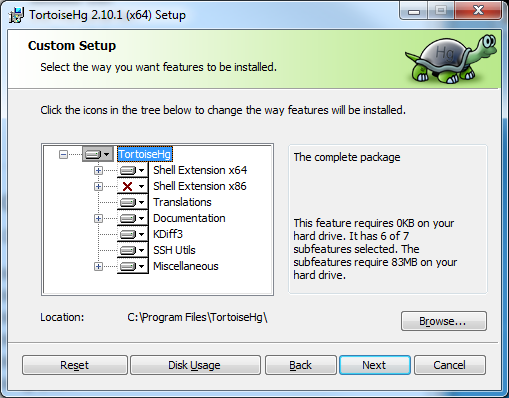 TortoiseHg 2.10.1 (x64) Setup
Custom Setup
Select the way you want features to be installed.
Hg
Click the icons in the tree below to change the way features will be installed.
TortoiseHg
Shell Extension x64
Shell Extension x86
Translations
Documentation
KDiff3
SSH Utils
Miscellaneous
The complete package
This feature requires 0KB on your
hard drive. It has 6 of 7
subfeatures selected. The
subfeatures require 83MB on your
hard drive.
Location: C:\Program Files\TortoiseHg\
Browse...
Reset Disk Usage Back Next Cancel